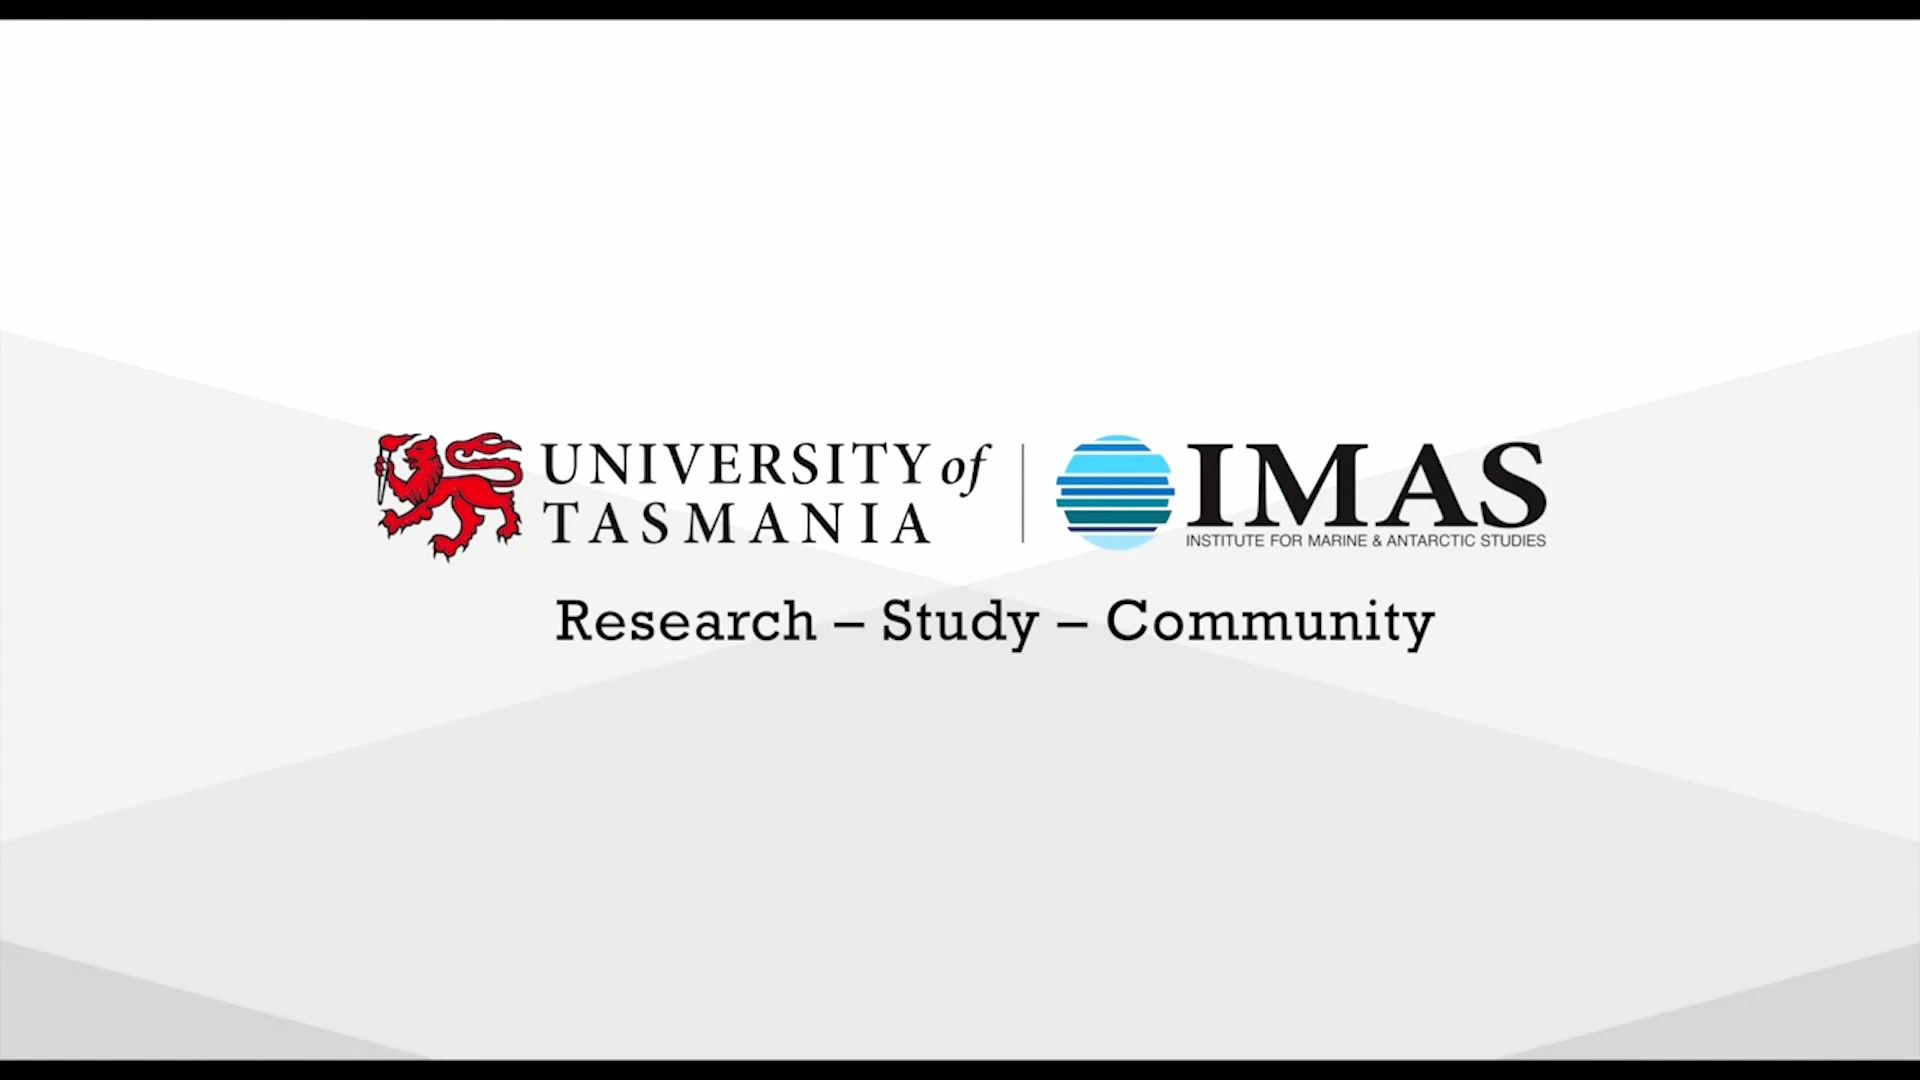 UNIVERSITY of
TASMANIA
IMAS
INSTITUTE FOR MARINE & ANTARCTIC STUDIES
Research – Study – Community